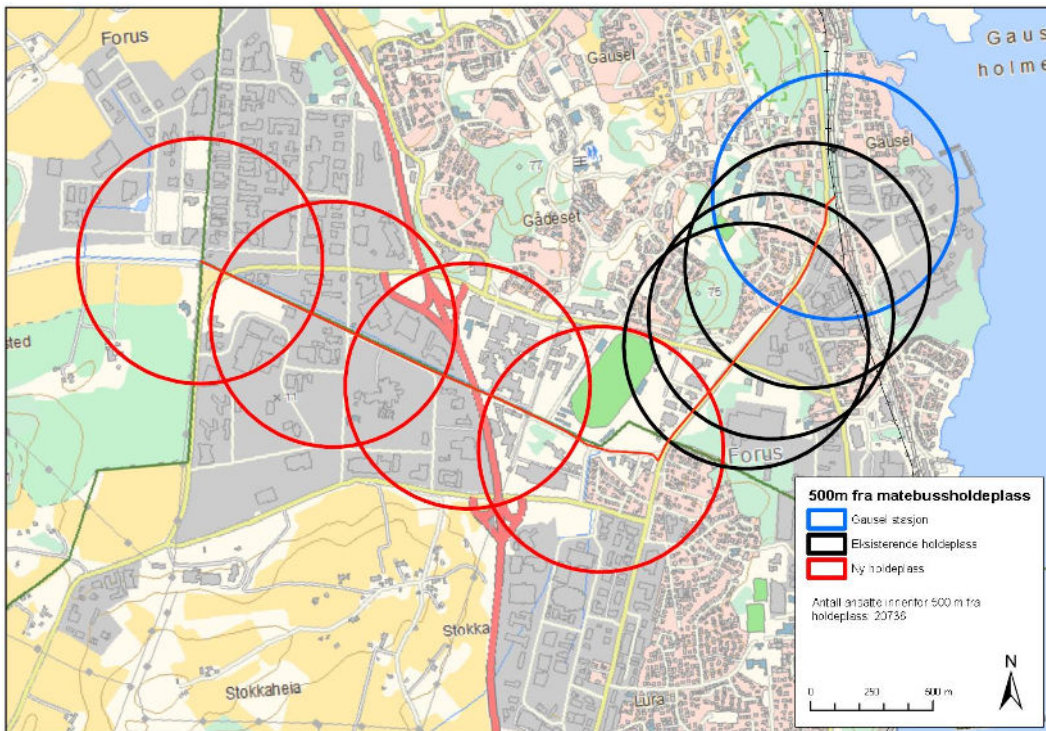 Forus
Gausel
Gaus
holme
Gausel
77
Gådeset
75
sted
11
Forus
Stokka
Stokkaheia
Lura
500m fra matebussholdeplass
Gausel stasjon
Eksisterende holdeplass
Ny holdeplass
Antall ansatte innenfor 500 m fra
holdeplass: 20736
N
0 250 500 m